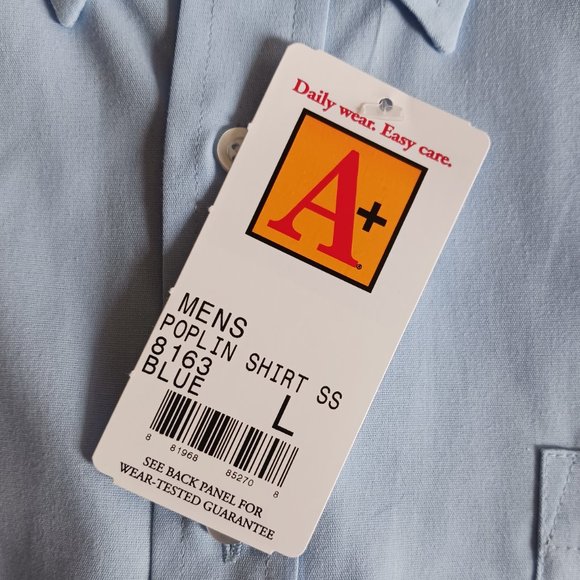 Daily wear. Easy care.
A+®
MENS
POPLIN SHIRT SS
8163
BLUE
L
8 81968 85270 8
SEE BACK PANEL FOR
WEAR-TESTED GUARANTEE